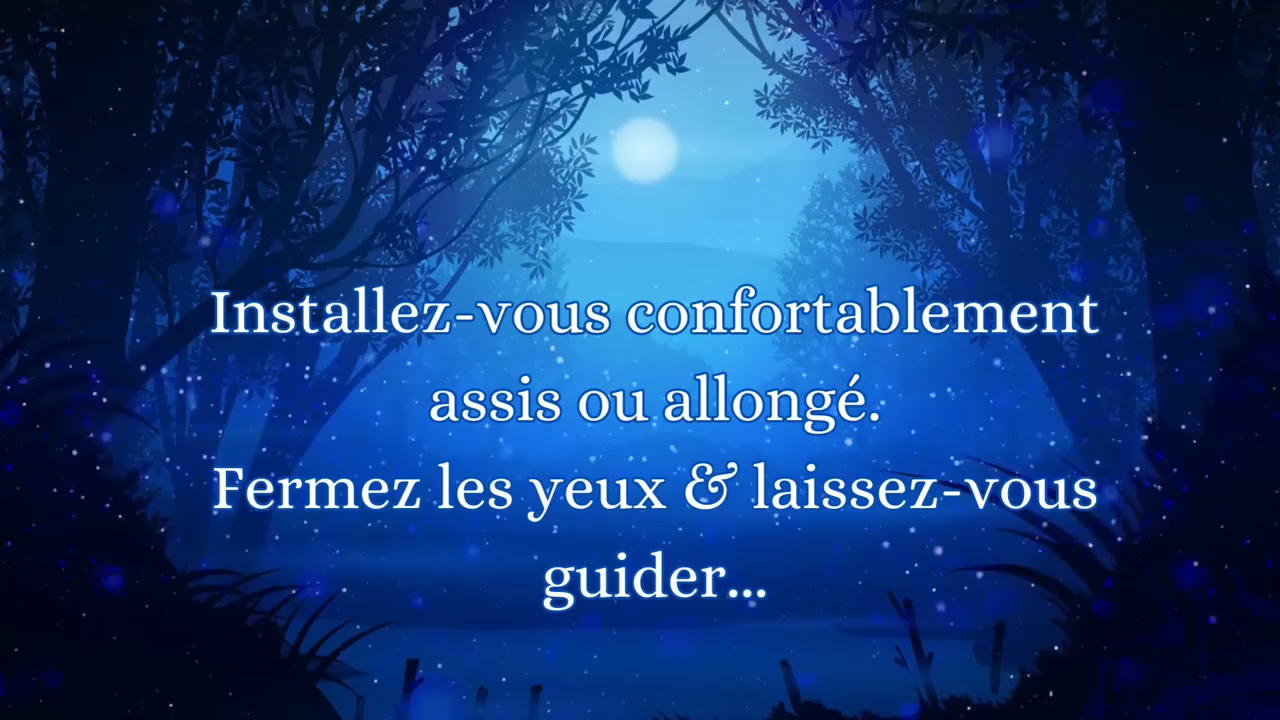 Installez-vous confortablement
assis ou allongé.
Fermez les yeux & laissez-vous
guider...